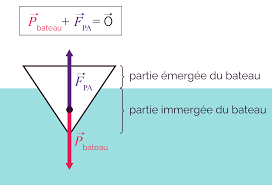 P⃗bateau + F⃗PA = O⃗
F⃗PA
partie émergée du bateau
partie immergée du bateau
P⃗bateau